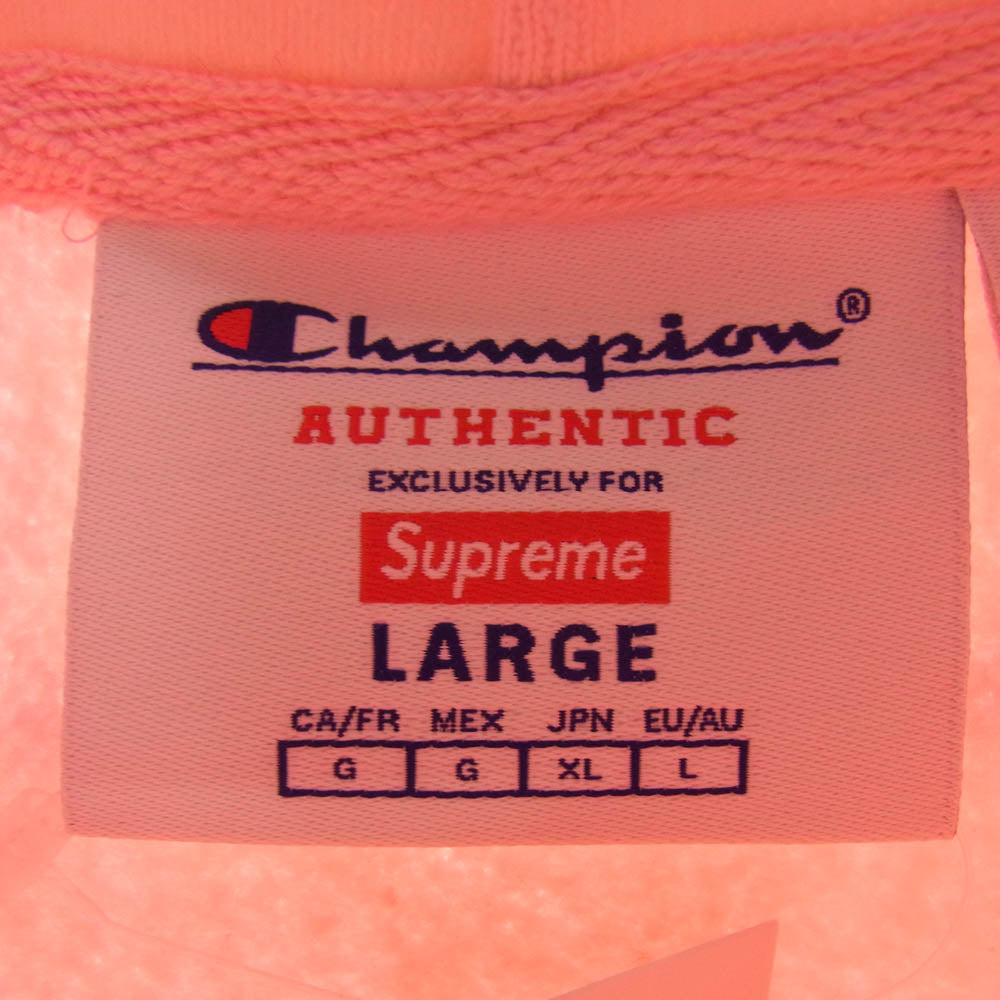 Champion®
AUTHENTIC
EXCLUSIVELY FOR
Supreme
LARGE
CA/FR MEX JPN EU/AU
G G XL L